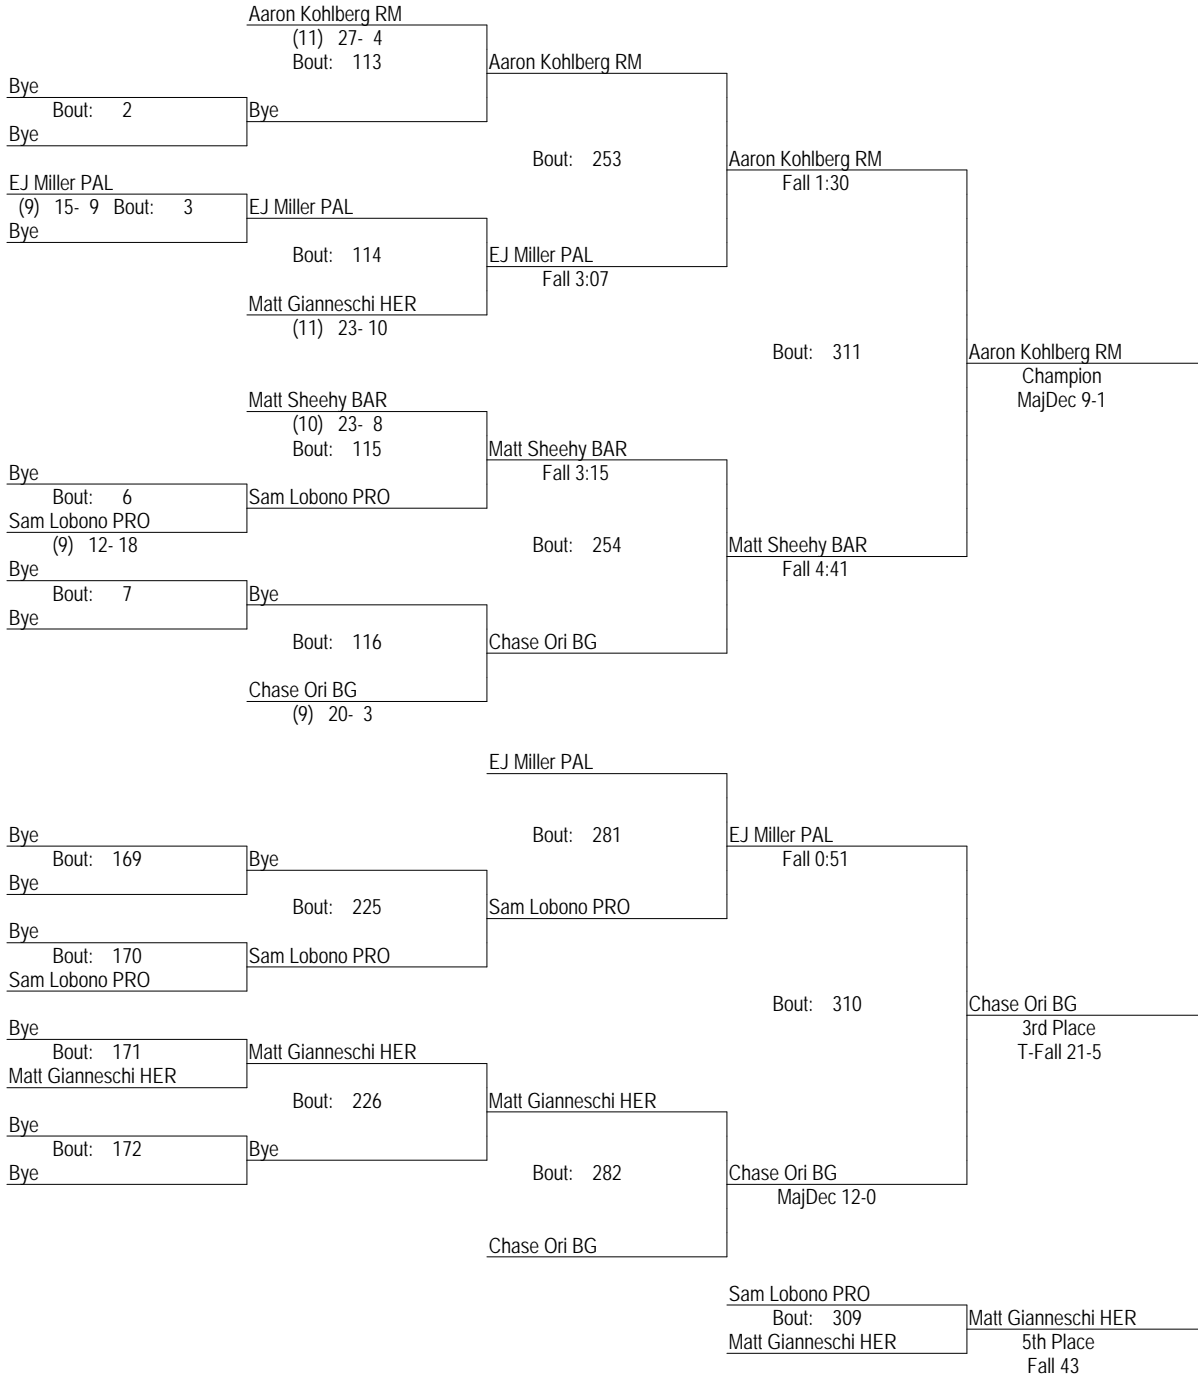 Aaron Kohlberg RM
(11) 27- 4
Bout: 113
Aaron Kohlberg RM
Bye
Bout: 2
Bye
Bye
Bout: 253
Aaron Kohlberg RM
Fall 1:30
EJ Miller PAL
(9) 15- 9 Bout: 3
EJ Miller PAL
Bye
Bout: 114
EJ Miller PAL
Fall 3:07
Matt Gianneschi HER
(11) 23- 10
Bout: 311
Aaron Kohlberg RM
Champion
MajDec 9-1
Matt Sheehy BAR
(10) 23- 8
Bout: 115
Matt Sheehy BAR
Fall 3:15
Bye
Bout: 6
Sam Lobono PRO
Sam Lobono PRO
(9) 12- 18
Bout: 254
Matt Sheehy BAR
Fall 4:41
Bye
Bout: 7
Bye
Bye
Bout: 116
Chase Ori BG
Chase Ori BG
(9) 20- 3
EJ Miller PAL
Bout: 281
EJ Miller PAL
Fall 0:51
Bye
Bout: 169
Bye
Bye
Bout: 225
Sam Lobono PRO
Bye
Bout: 170
Sam Lobono PRO
Sam Lobono PRO
Bout: 310
Chase Ori BG
3rd Place
T-Fall 21-5
Bye
Bout: 171
Matt Gianneschi HER
Matt Gianneschi HER
Bout: 226
Matt Gianneschi HER
Bye
Bout: 172
Bye
Bye
Bout: 282
Chase Ori BG
MajDec 12-0
Chase Ori BG
Sam Lobono PRO
Bout: 309
Matt Gianneschi HER
Matt Gianneschi HER
5th Place
Fall 43